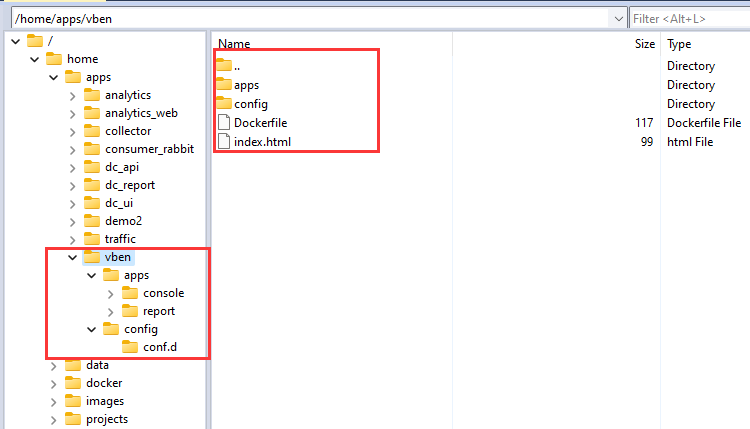 /home/apps/vben
Filter <Alt+L>
/
home
apps
analytics
analytics_web
collector
consumer_rabbit
dc_api
dc_report
dc_ui
demo2
traffic
vben
apps
console
report
config
conf.d
data
docker
images
projects
Name Size Type
.. Directory
apps Directory
config Directory
Dockerfile 117 Dockerfile File
index.html 99 html File